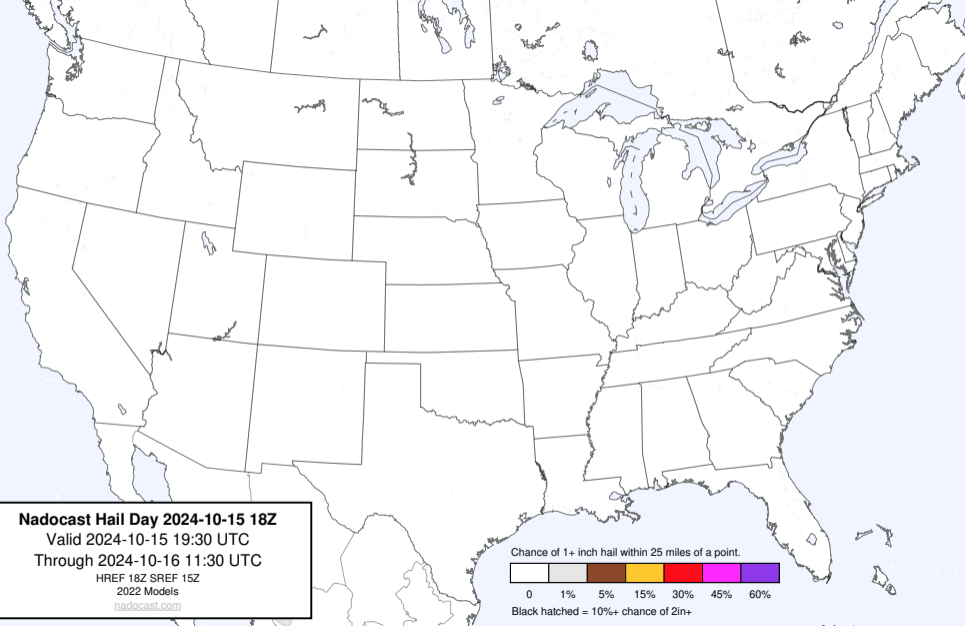 Nadocast Hail Day 2024-10-15 18Z
Valid 2024-10-15 19:30 UTC
Through 2024-10-16 11:30 UTC
HREF 18Z SREF 15Z
2022 Models
nadocast.com
Chance of 1+ inch hail within 25 miles of a point.
0 1% 5% 15% 30% 45% 60%
Black hatched = 10%+ chance of 2in+